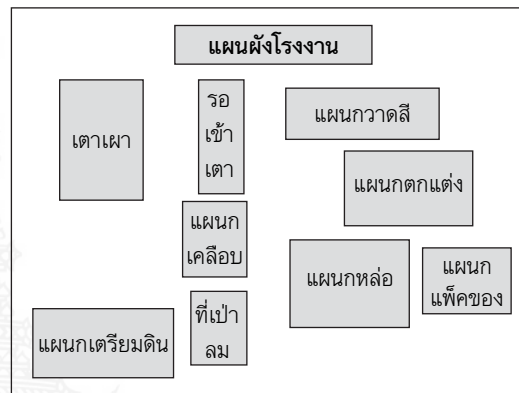 แผนผังโรงงาน
เตาเผา
รอ
เข้า
เตา
แผนกวาดสี
แผนกตกแต่ง
แผนก
เคลือบ
แผนกหล่อ
แผนก
แพ็คของ
แผนกเตรียมดิน
ที่เป่า
ลม